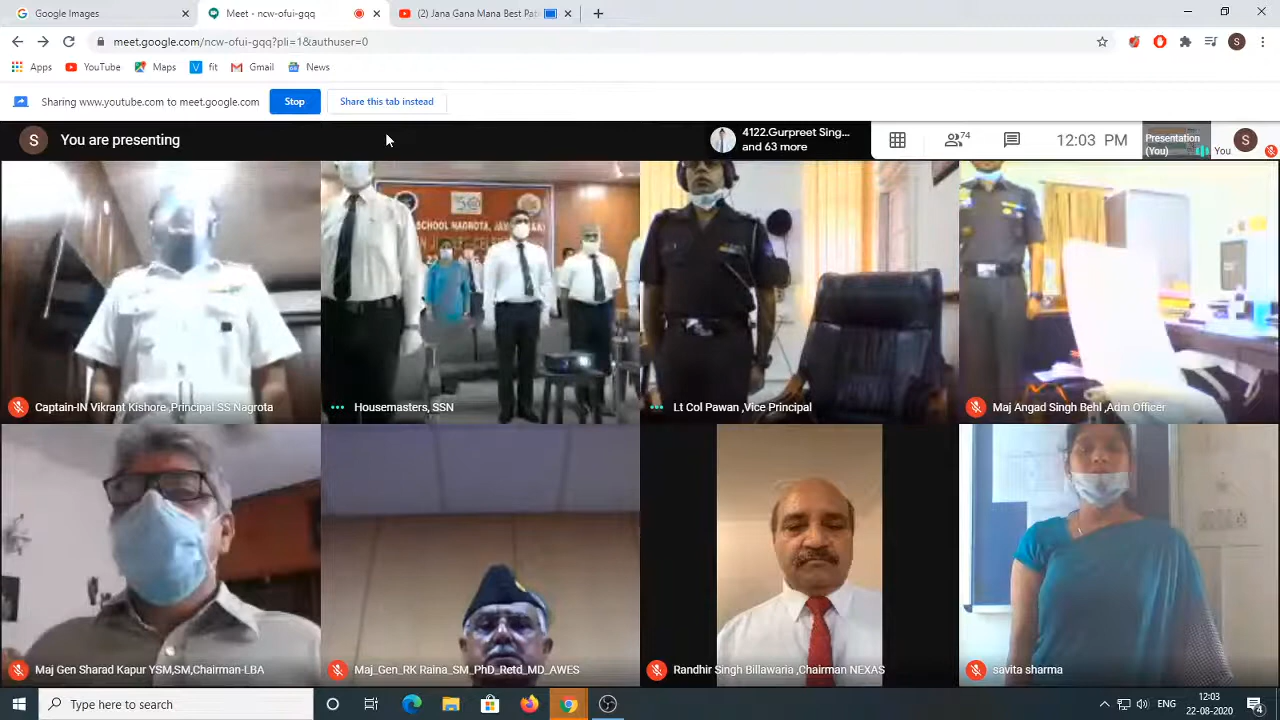 Google Images
Meet - ncw-ofui-gqq
(2) Jana Gana Mana Best Pat
meet.google.com/ncw-ofui-gqq?pli=1&authuser=0
S
Apps
YouTube
Maps
fit
Gmail
News
Sharing www.youtube.com to meet.google.com
Stop
Share this tab instead
S
You are presenting
4122.Gurpreet Sing...
and 63 more
74
12:03 PM
Presentation
(You)
You
S
SCHOOL NAGROTA
Captain-IN Vikrant Kishore ,Principal SS Nagrota
Housemasters, SSN
Lt Col Pawan ,Vice Principal
Maj Angad Singh Behl ,Adm Officer
Maj Gen Sharad Kapur YSM,SM,Chairman-LBA
Maj_Gen_RK Raina_SM_PhD_Retd_MD_AWES
Randhir Singh Billawaria ,Chairman NEXAS
savita sharma
Type here to search
ENG
12:03
22-08-2020
4